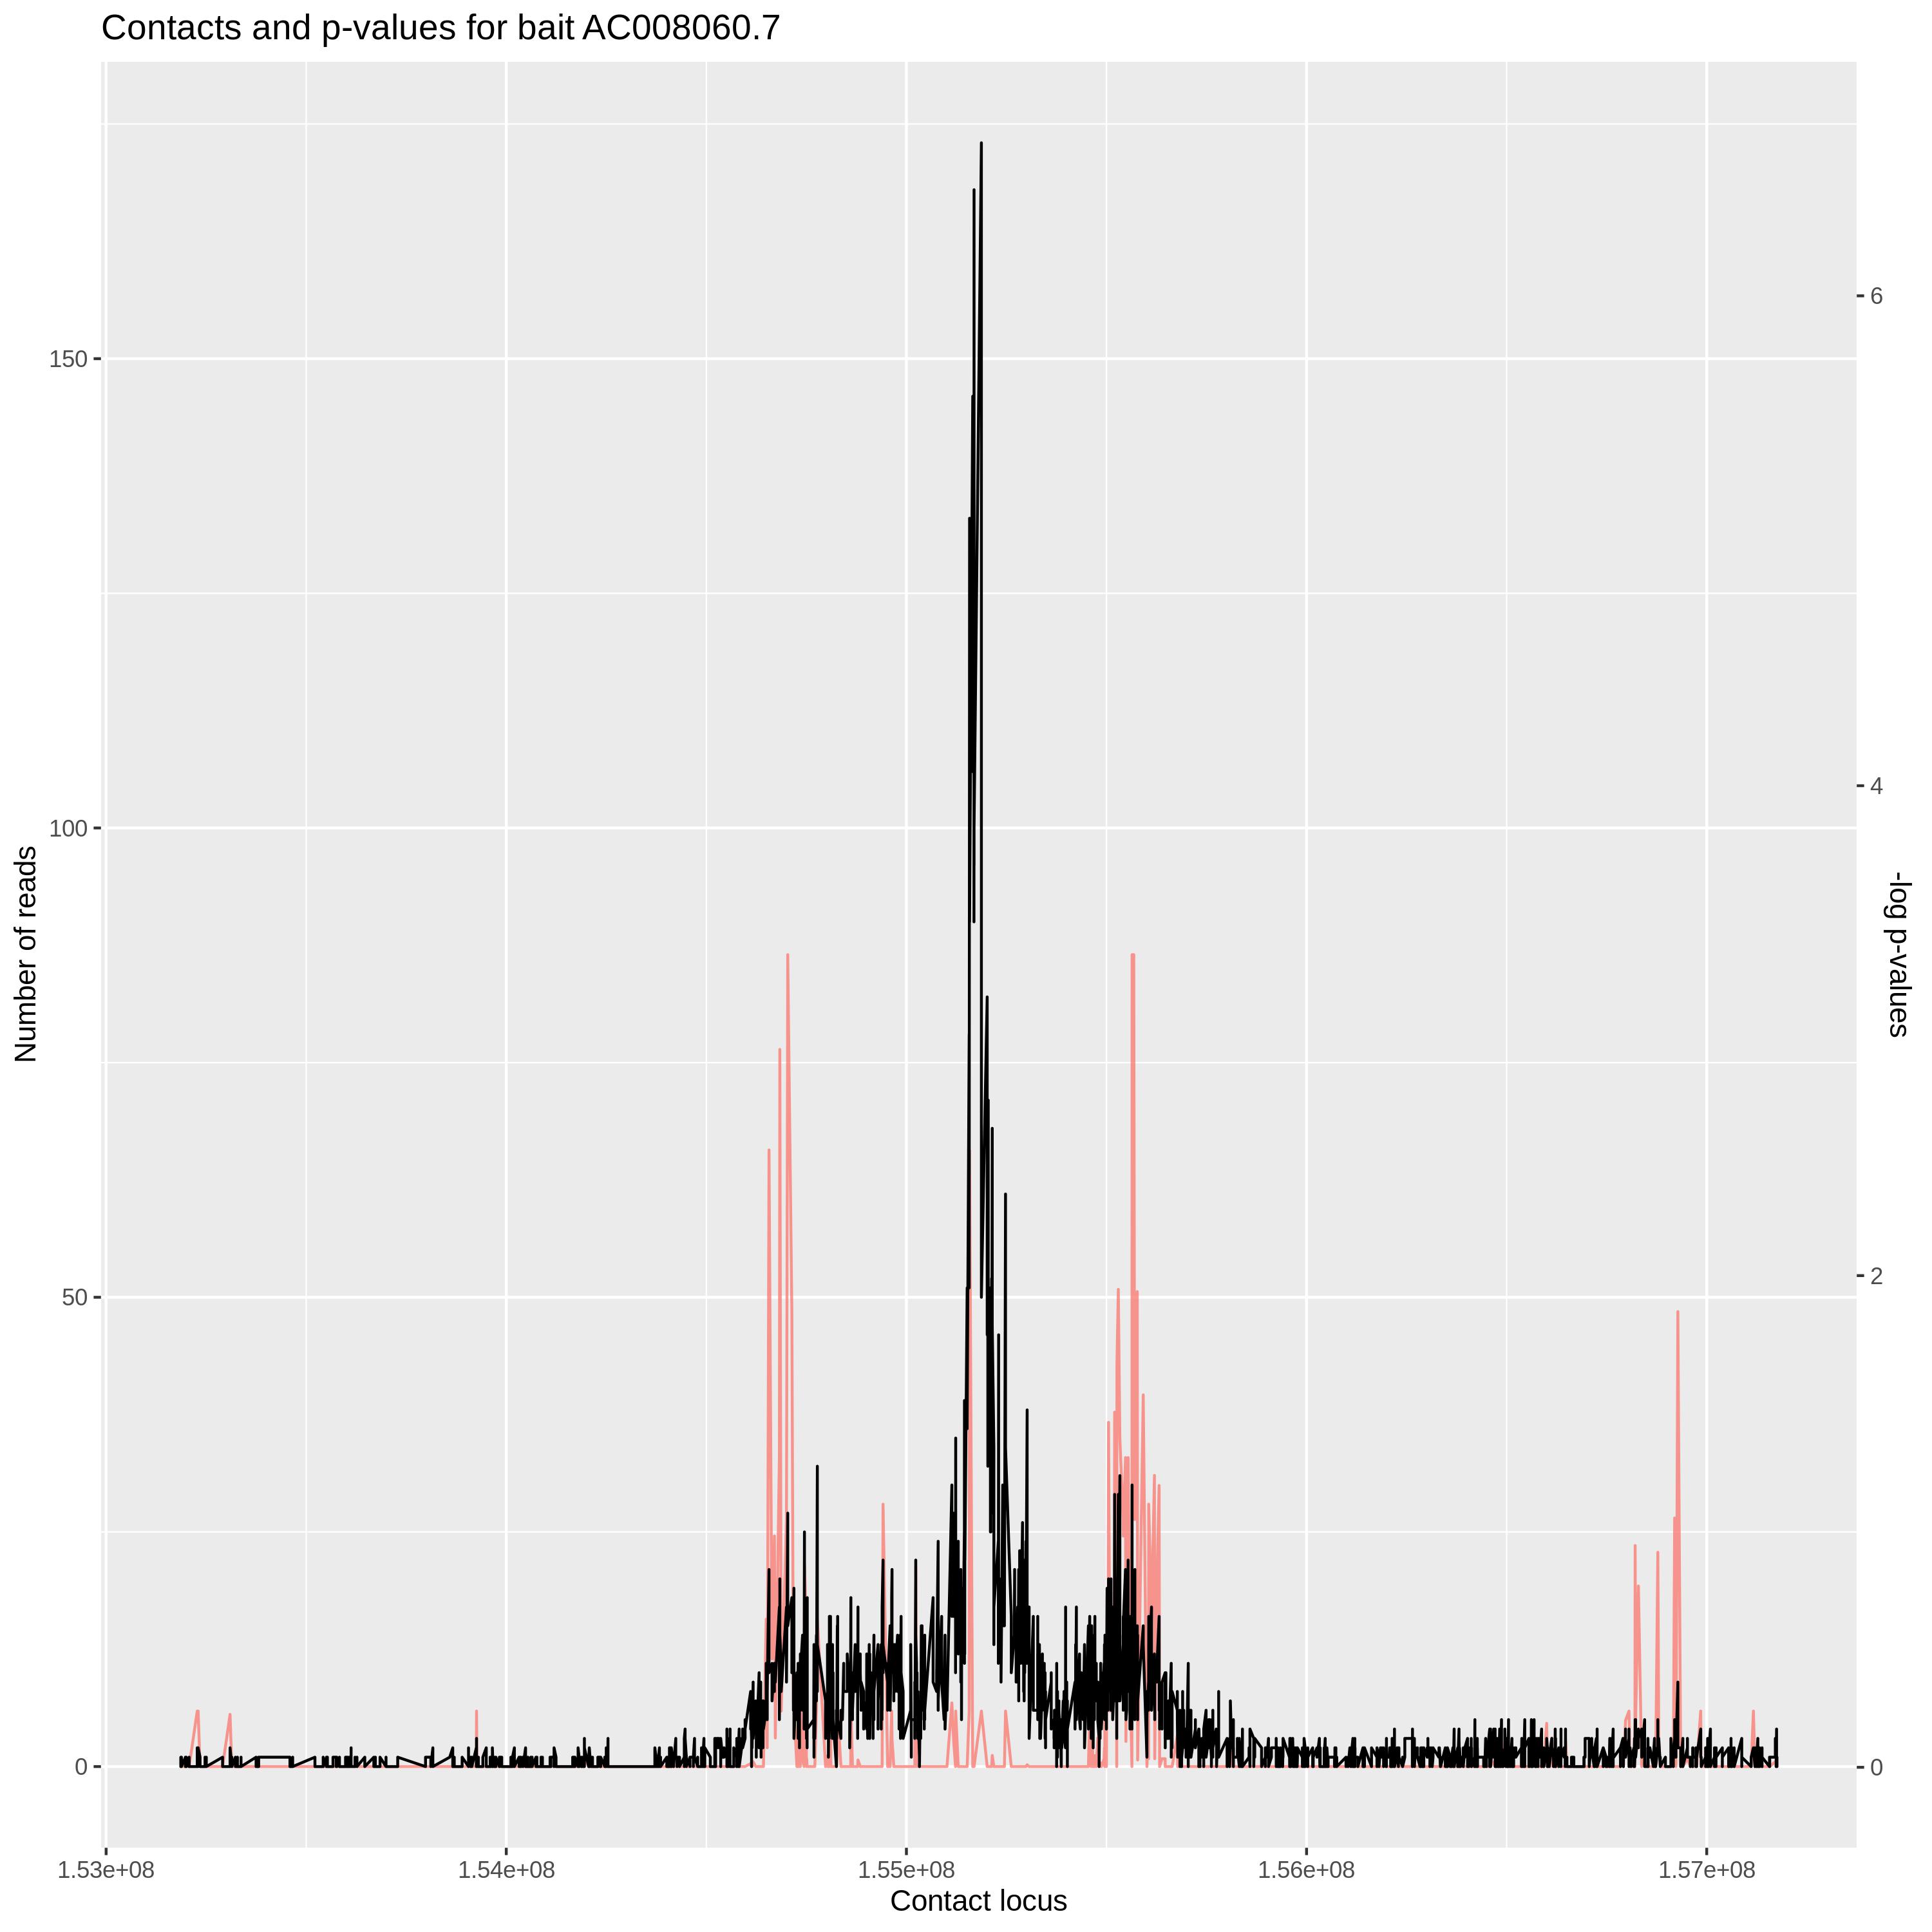 Contacts and p-values for bait AC008060.7
150
100
50
0
Number of reads
6
4
2
0
-log p-values
1.53e+08
1.54e+08
1.55e+08
1.56e+08
1.57e+08
Contact locus